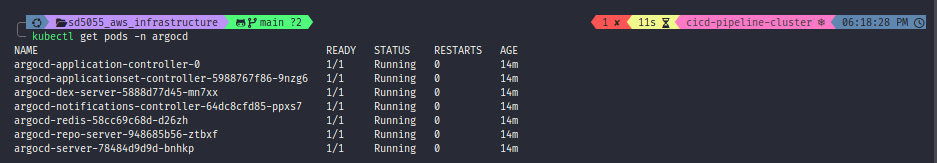 sd5055_aws_infrastructure main ?2 1 ✘ 11s cicd-pipeline-cluster 06:18:28 PM
kubectl get pods -n argocd
NAME READY STATUS RESTARTS AGE
argocd-application-controller-0 1/1 Running 0 14m
argocd-applicationset-controller-5988767f86-9nzg6 1/1 Running 0 14m
argocd-dex-server-5888d77d45-mn7xx 1/1 Running 0 14m
argocd-notifications-controller-64dc8cfd85-ppxs7 1/1 Running 0 14m
argocd-redis-58cc69c68d-d26zh 1/1 Running 0 14m
argocd-repo-server-948685b56-ztbxf 1/1 Running 0 14m
argocd-server-78484d9d9d-bnhkp 1/1 Running 0 14m